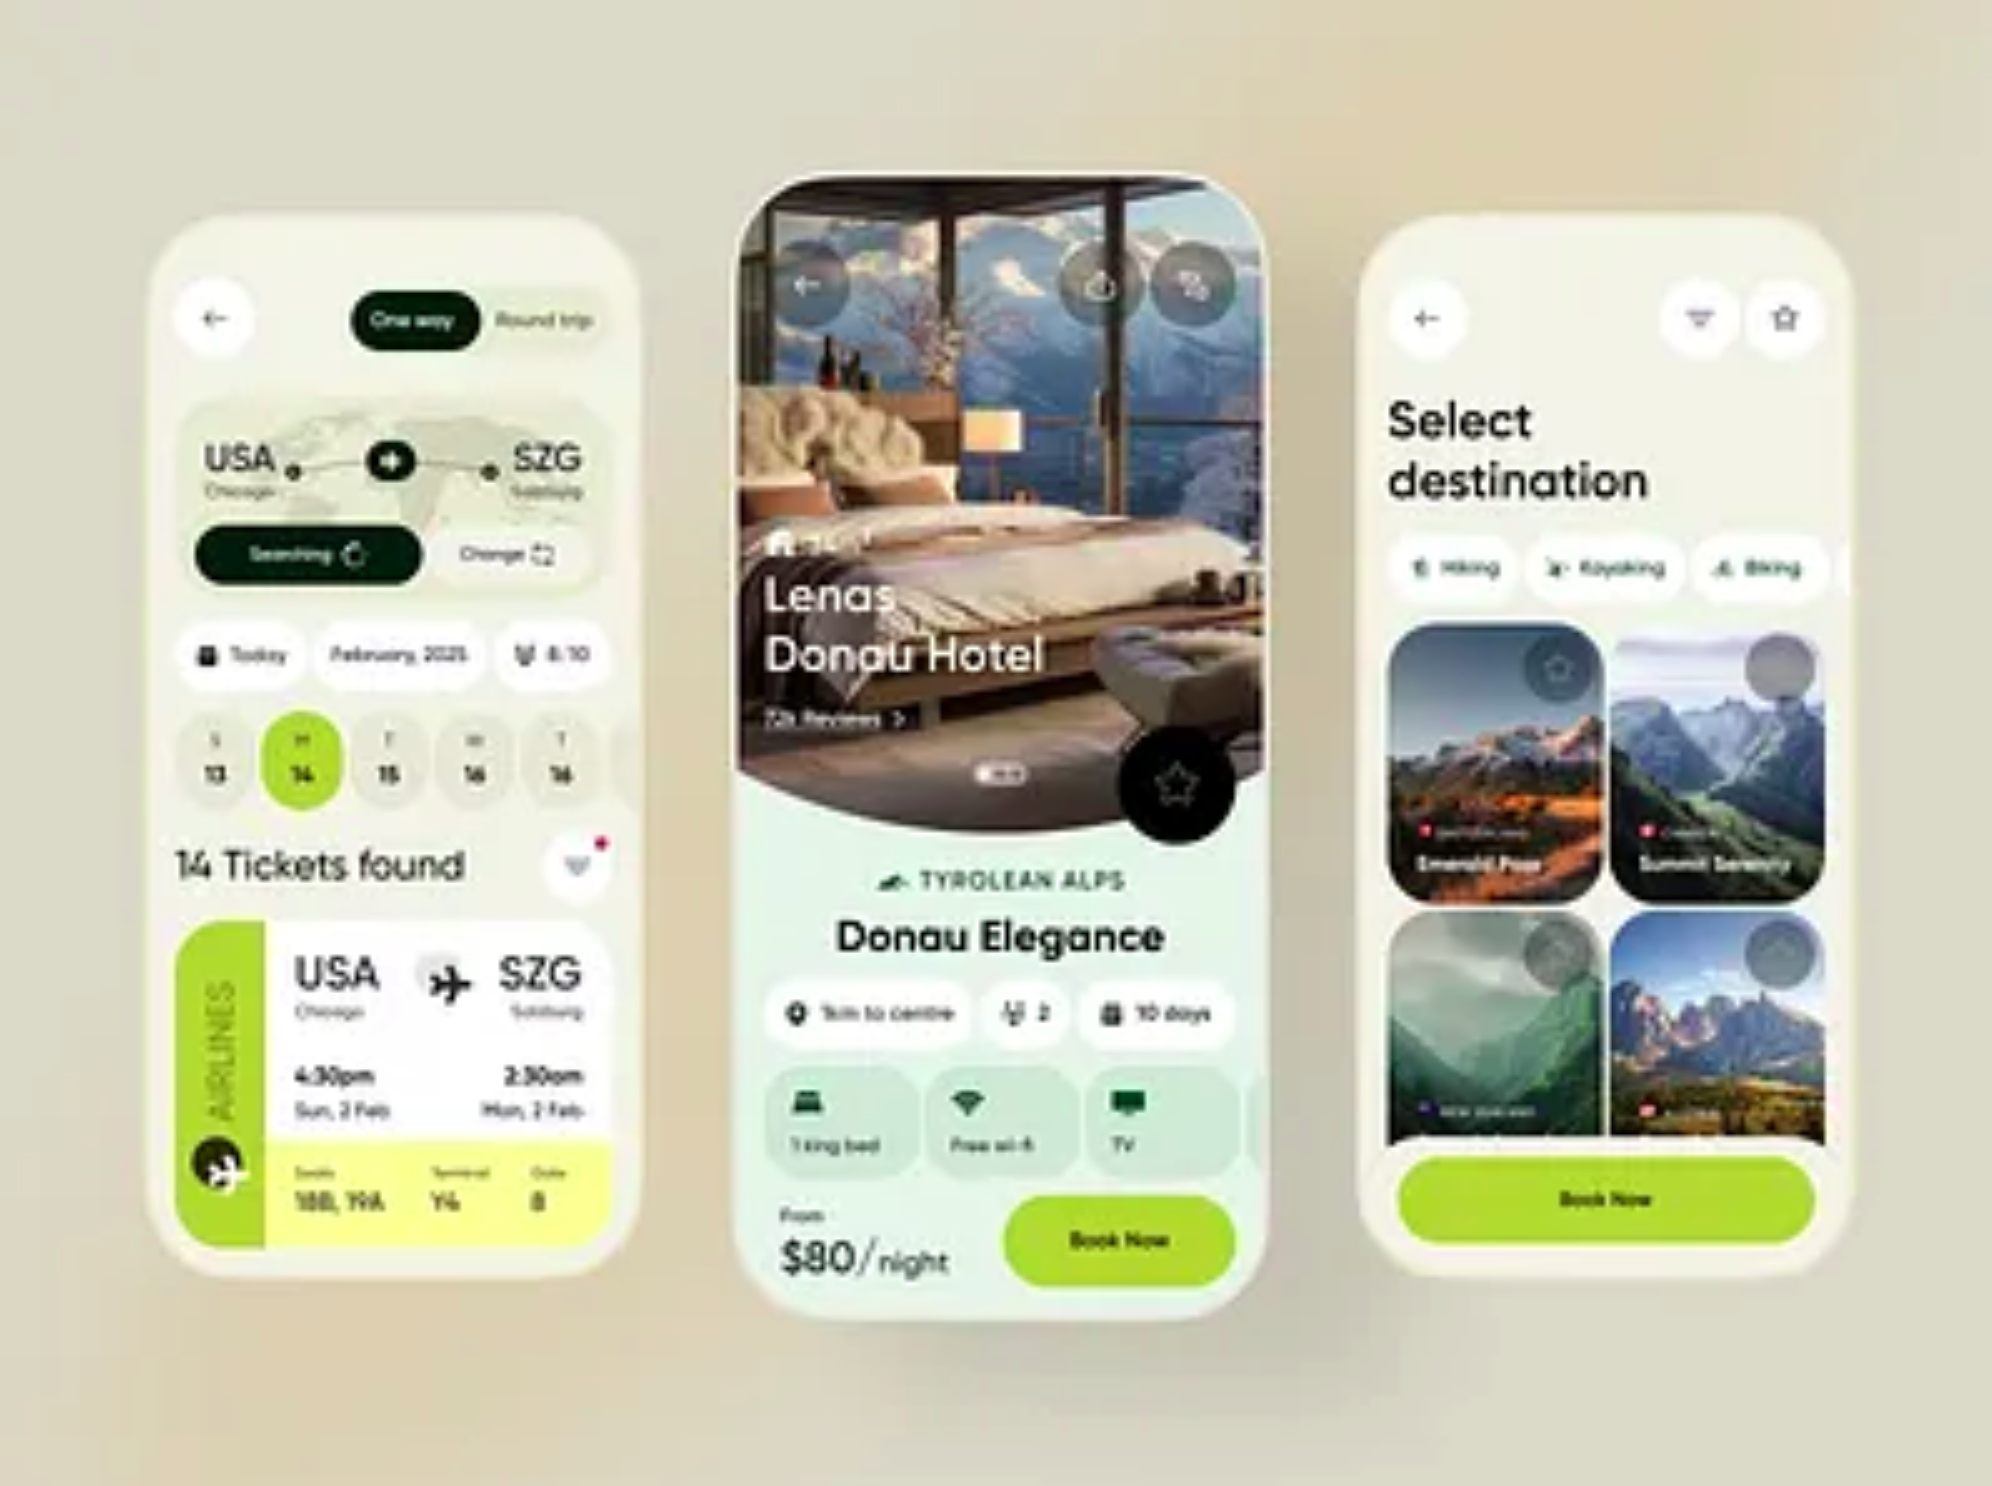 One way
Round trip
USA
SZG
Chicago
Salzburg
Searching
Change
Today
February, 2025
8/10
S
M
T
W
T
13
14
15
16
16
14 Tickets found
AIRLINES
USA
SZG
Chicago
Salzburg
4:30pm
2:30am
Sun, 2 Feb
Mon, 2 Feb
Seats
Terminal
Gate
18B, 19A
Y4
8
Lenas
Donau Hotel
72k Reviews
TYROLEAN ALPS
Donau Elegance
1km to centre
2
10 days
1 king bed
Free wi-fi
TV
From
$80/night
Book Now
Select
destination
Hiking
Kayaking
Biking
Emerald Peak
Summit Serenity
NEW ZEALAND
Book Now